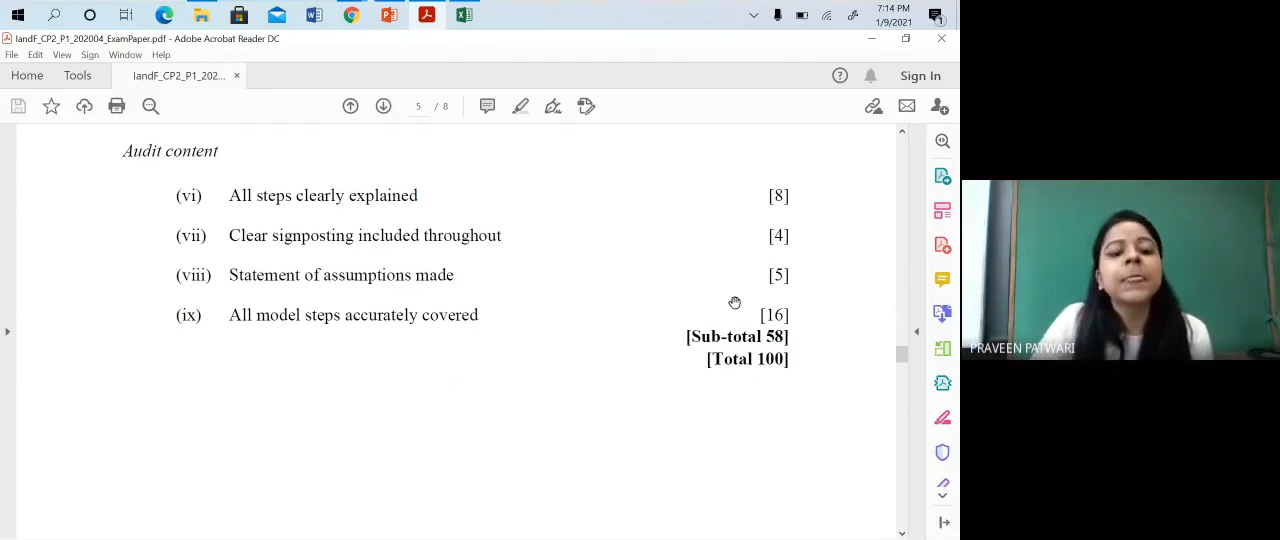 7:14 PM
1/9/2021
1
IandF_CP2_P1_202004_ExamPaper.pdf - Adobe Acrobat Reader DC
File Edit View Sign Window Help
Home Tools IandF_CP2_P1_202... × Sign In
5 / 8
Audit content
(vi) All steps clearly explained [8]
(vii) Clear signposting included throughout [4]
(viii) Statement of assumptions made [5]
(ix) All model steps accurately covered [16]
[Sub-total 58]
[Total 100]
PRAVEEN PATWARI